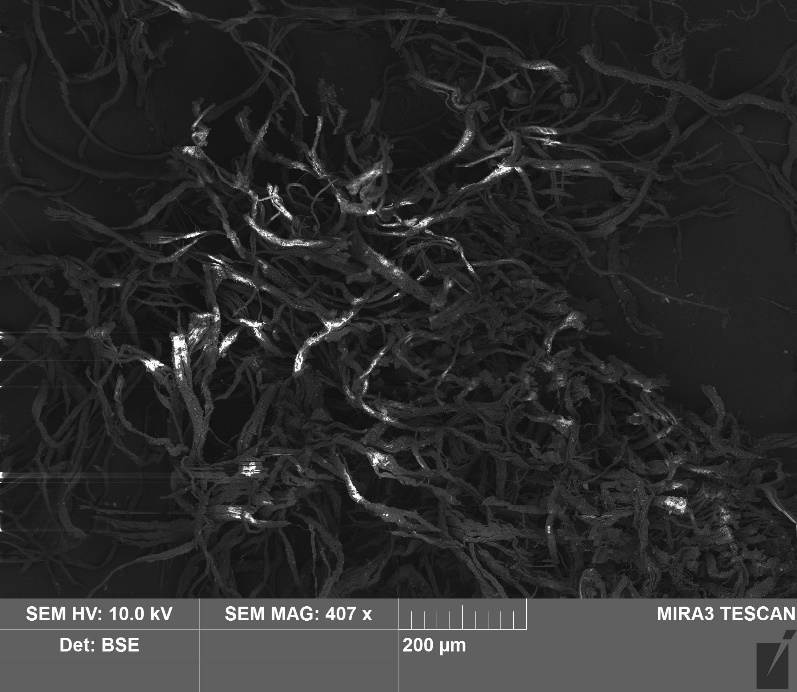 SEM HV: 10.0 kV SEM MAG: 407 x MIRA3 TESCAN
Det: BSE 200 µm